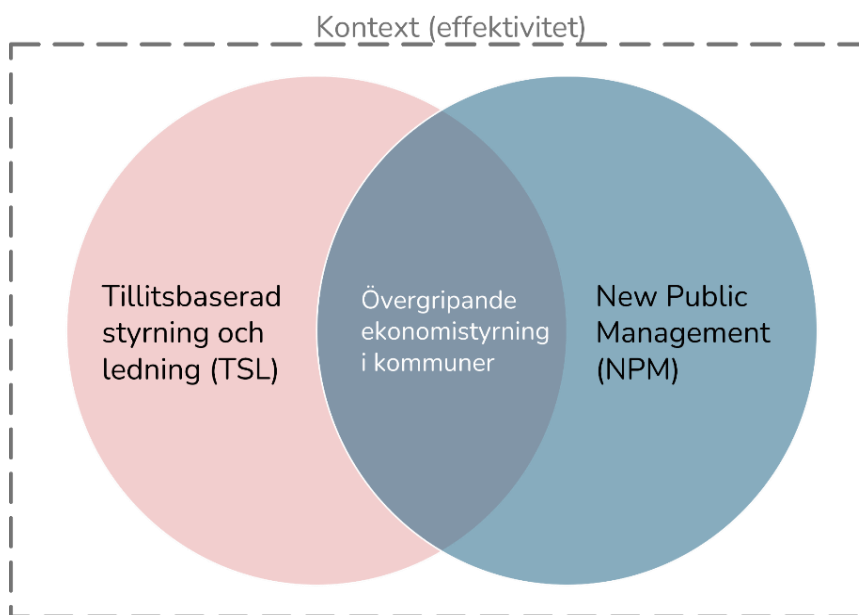 Kontext (effektivitet)
Tillitsbaserad
styrning och
ledning (TSL)
Övergripande
ekonomistyrning
i kommuner
New Public
Management
(NPM)